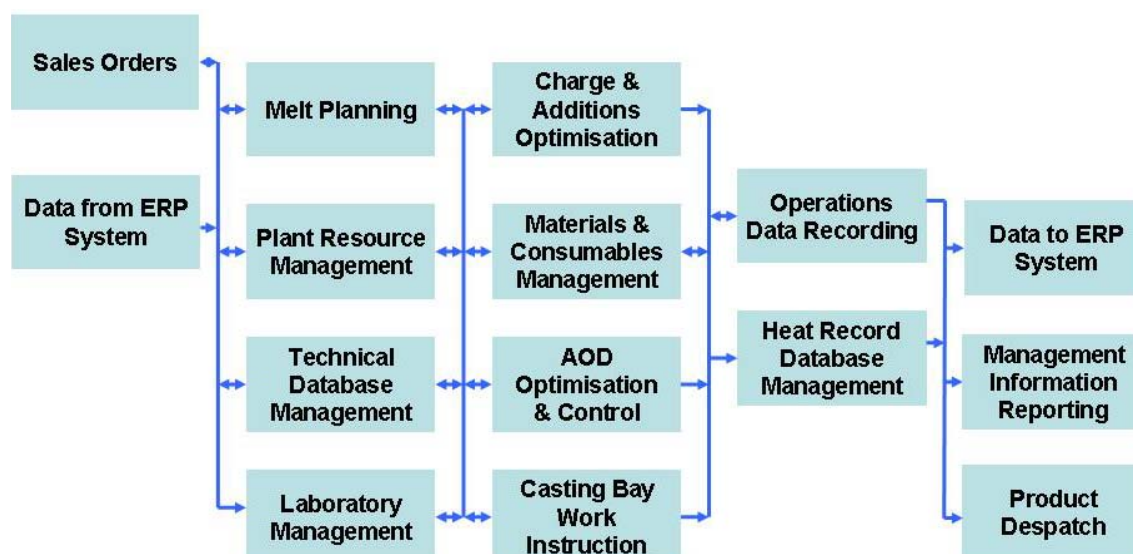 Sales Orders
Data from ERP
System
Melt Planning
Plant Resource
Management
Technical
Database
Management
Laboratory
Management
Charge &
Additions
Optimisation
Materials &
Consumables
Management
AOD
Optimisation
& Control
Casting Bay
Work
Instruction
Operations
Data Recording
Heat Record
Database
Management
Data to ERP
System
Management
Information
Reporting
Product
Despatch